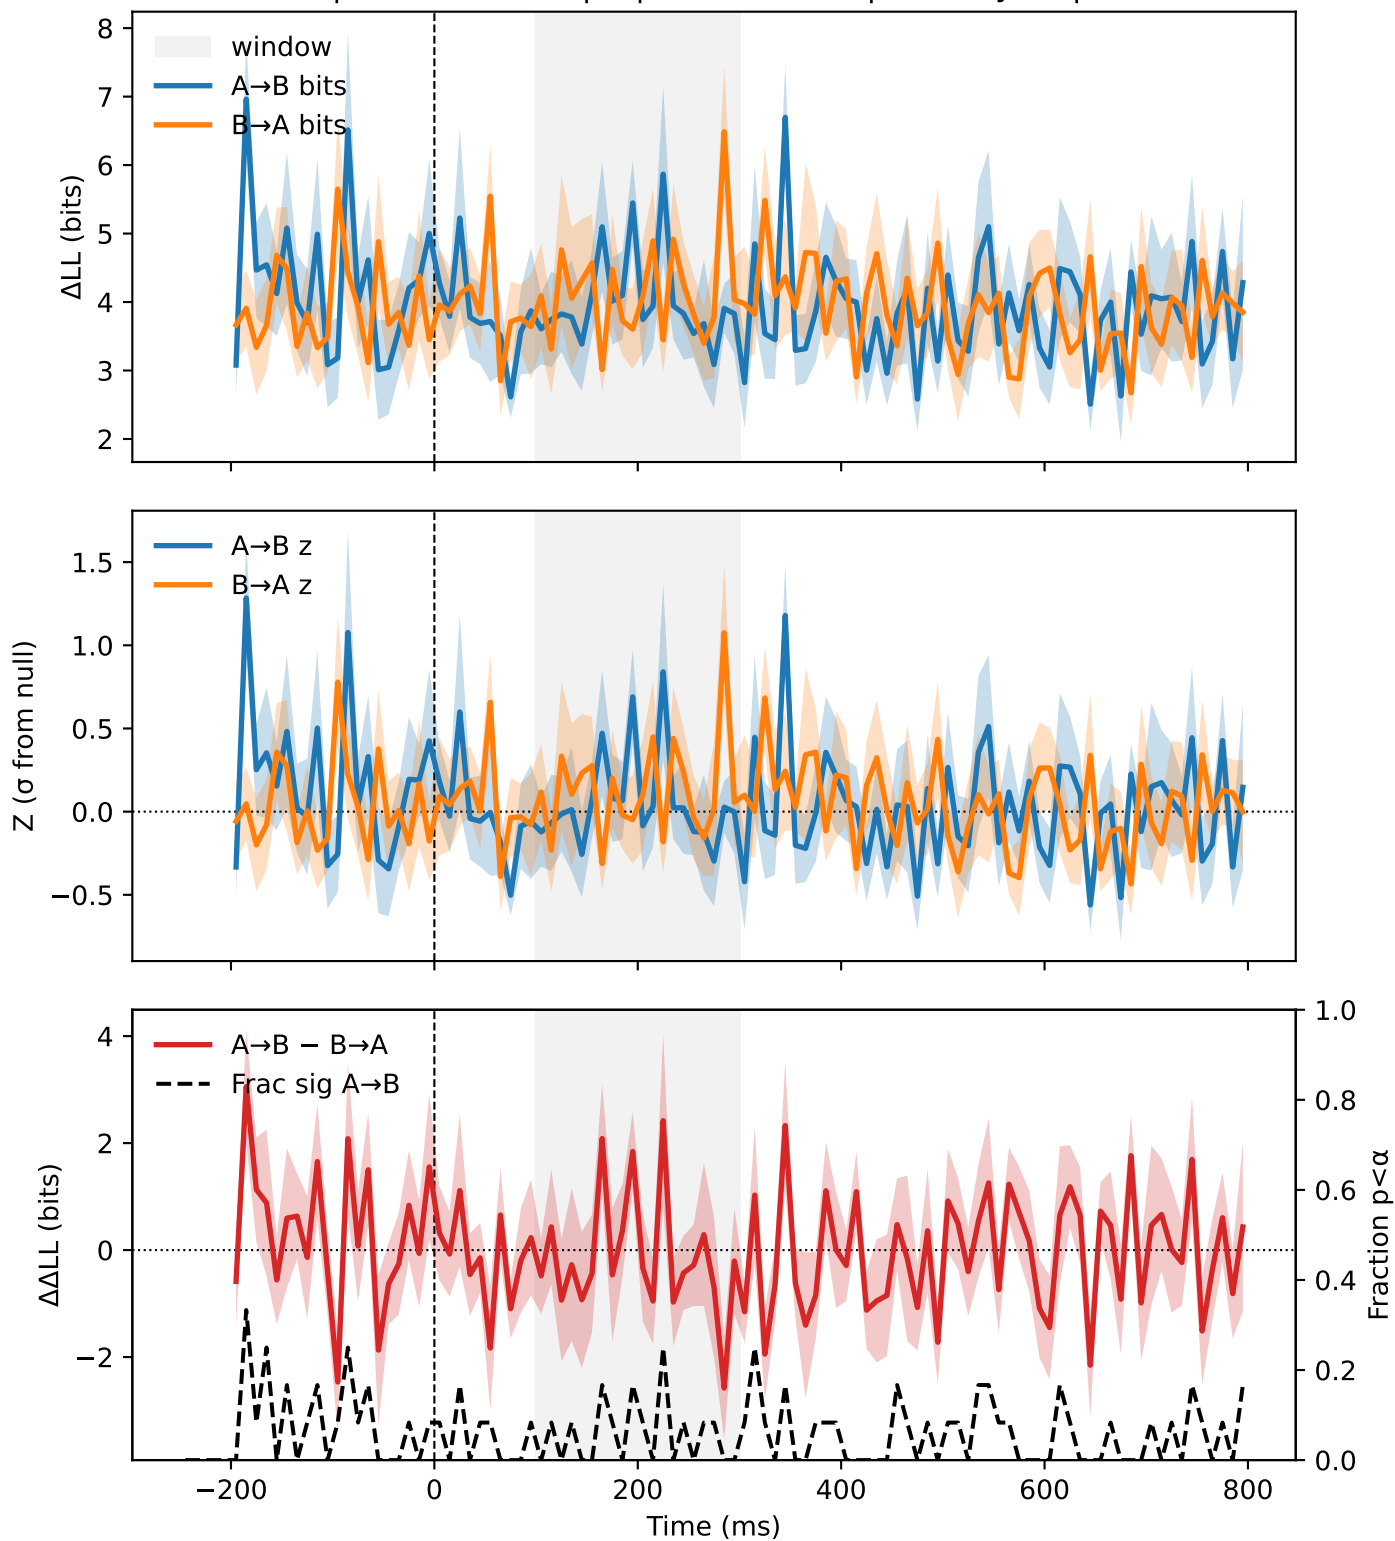 8
7
6
5
4
3
2
ΔLL (bits)
window
A→B bits
B→A bits
1.5
1.0
0.5
0.0
−0.5
Z (σ from null)
A→B z
B→A z
4
2
0
−2
ΔΔLL (bits)
A→B − B→A
Frac sig A→B
1.0
0.8
0.6
0.4
0.2
0.0
Fraction p<α
−200 0 200 400 600 800
Time (ms)